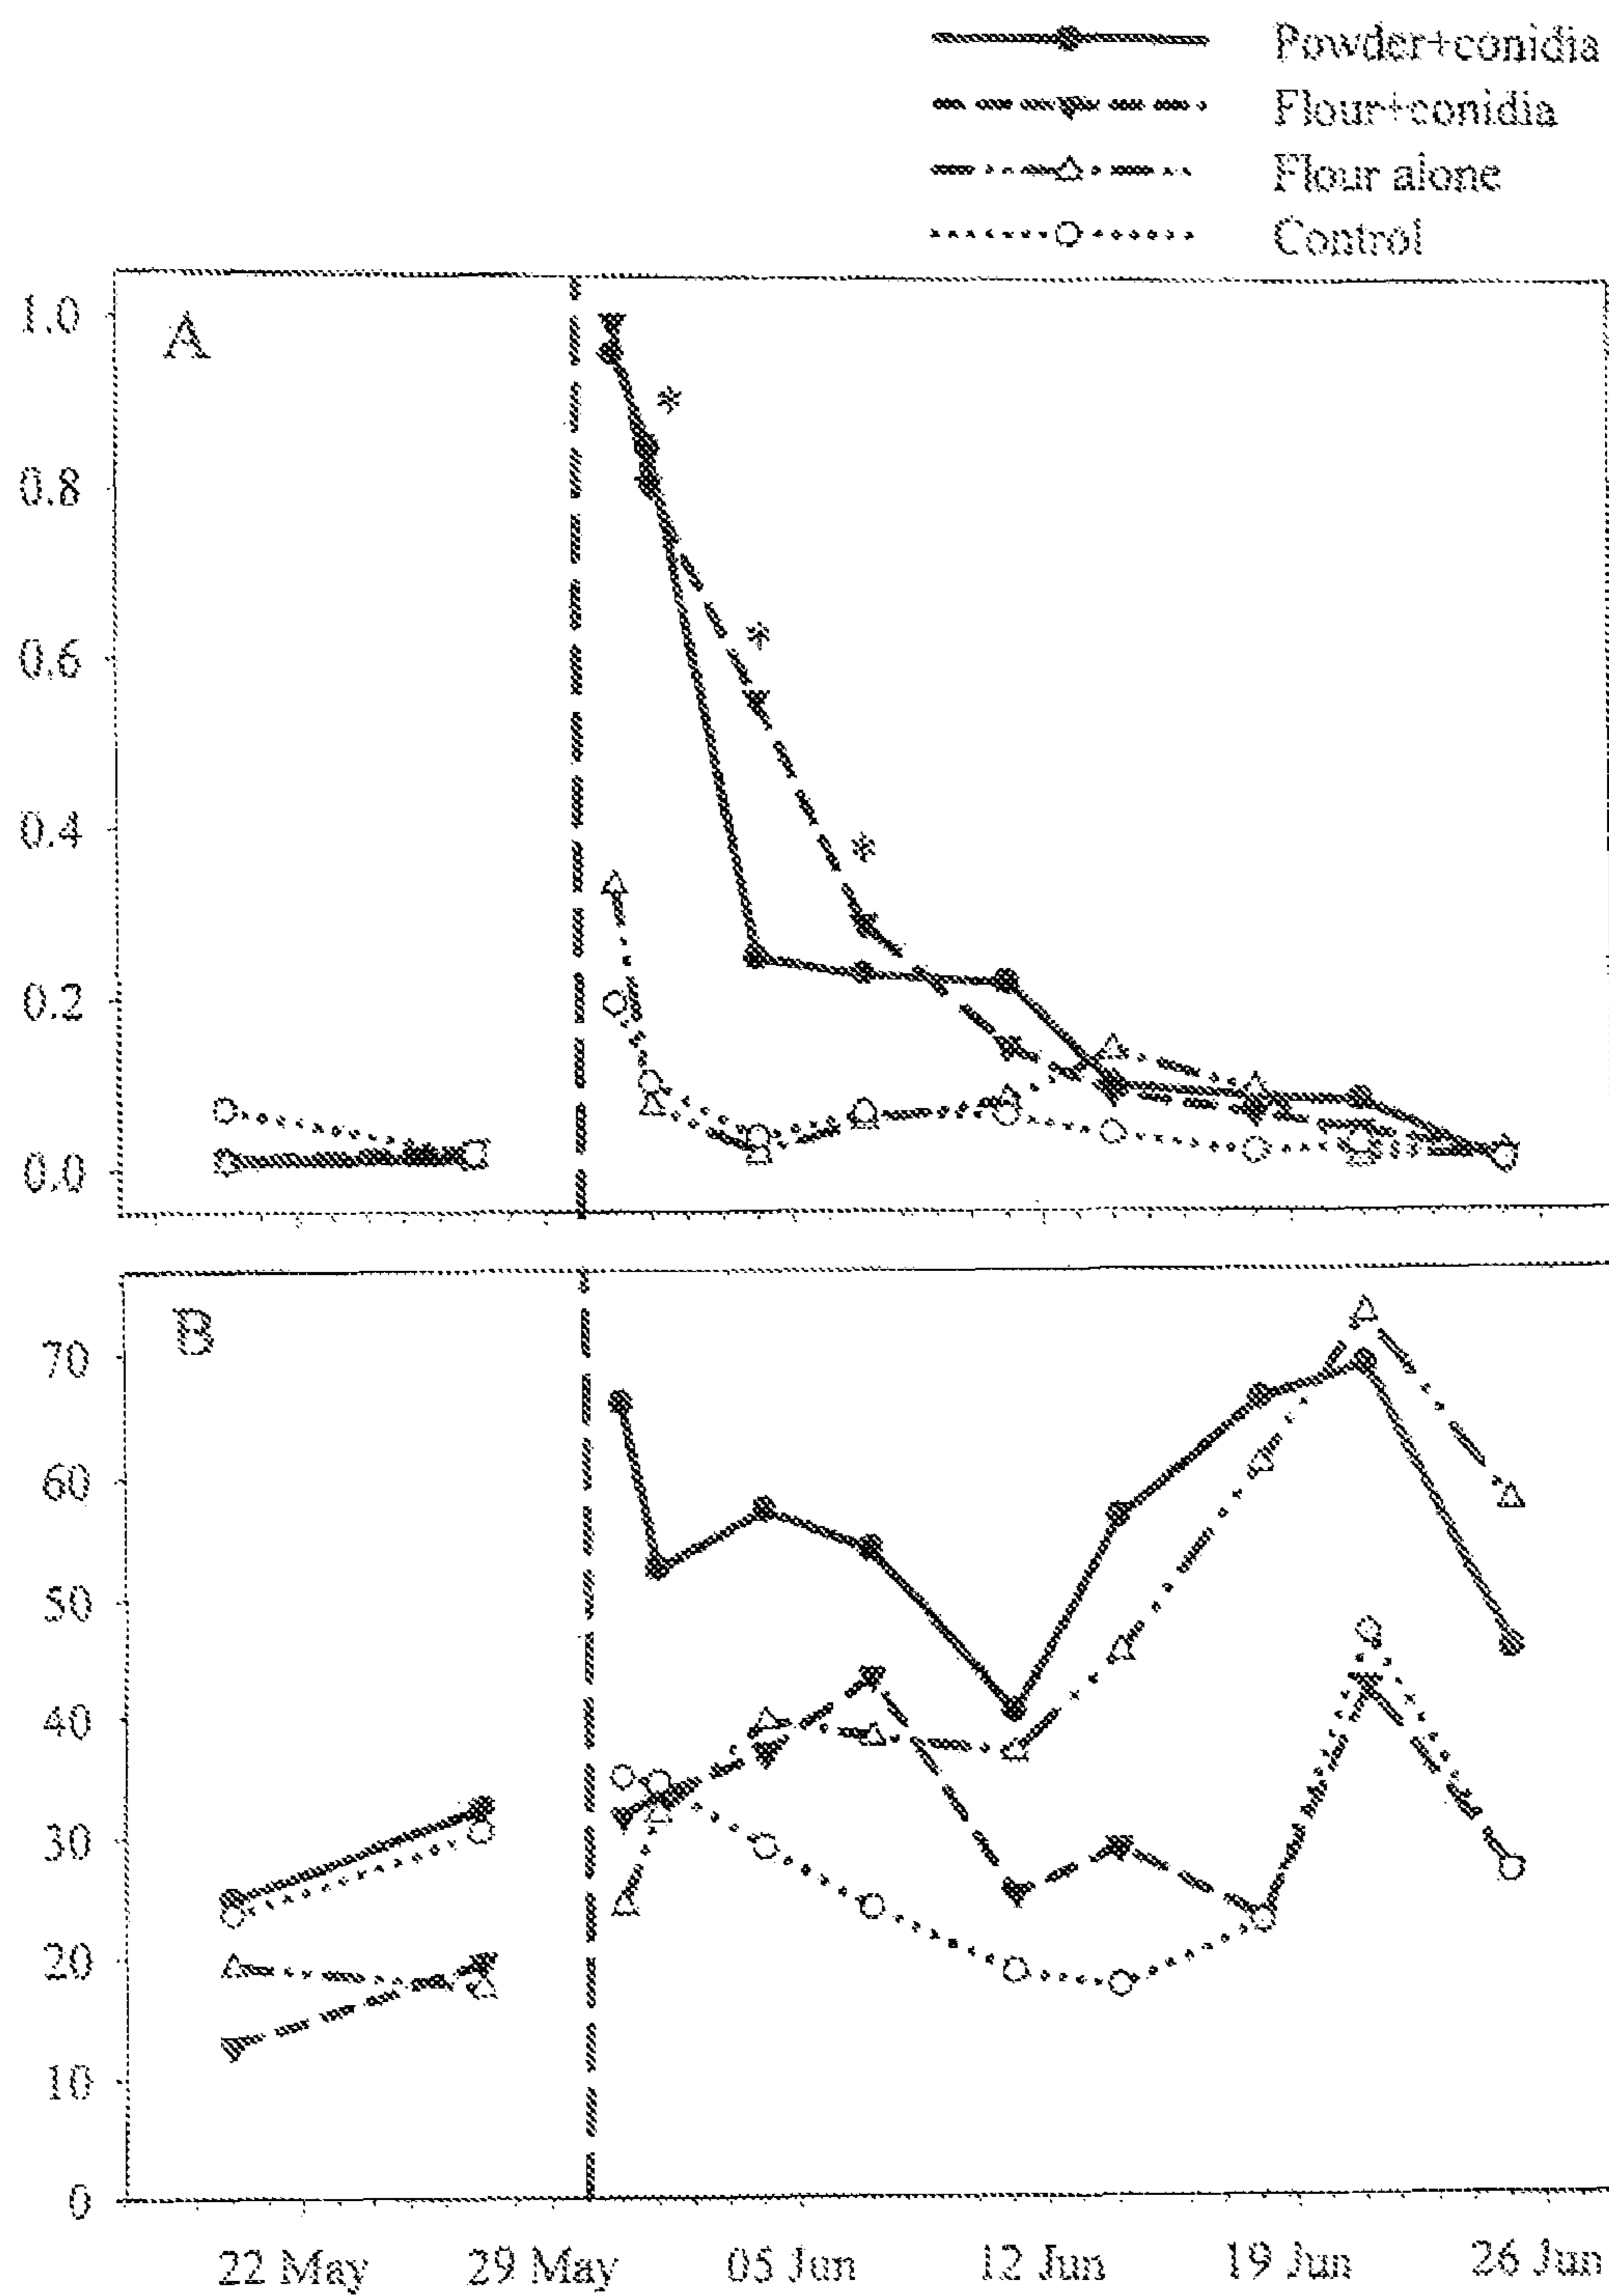 Powder+conidia
Flour+conidia
Flour alone
Control
A
1.0
*
0.8
*
0.6
*
0.4
0.2
0.0
B
70
60
50
40
30
20
10
0
22 May 29 May 05 Jun 12 Jun 19 Jun 26 Jun